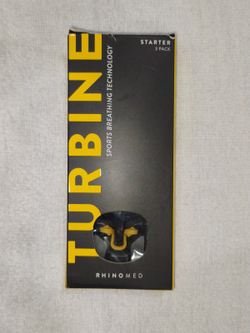 STARTER
3 PACK
TURBINE
SPORTS BREATHING TECHNOLOGY
RHINOMED